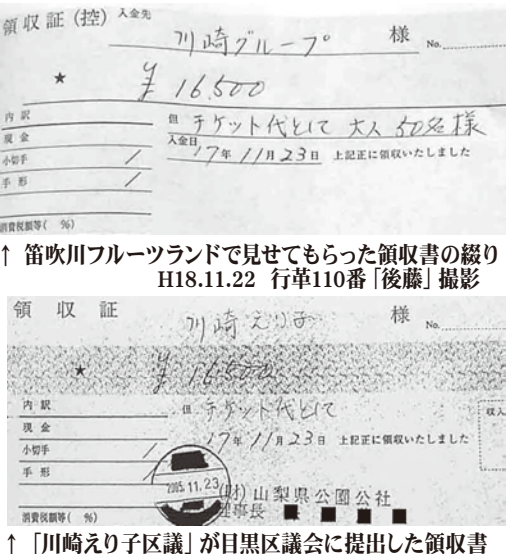 領収証(控) 入金先
川崎グループ 様 No.
★ ¥16.500
内訳
現金
小切手
手形
消費税額等( %)
但 チケット代として 大人50名様
入金日 17年 11月23日 上記正に領収いたしました
↑ 笛吹川フルーツランドで見せてもらった領収書の綴り
H18.11.22 行革110番「後藤」撮影
領収証
川崎えり子 様 No.
★ ¥16.500
内訳
現金
小切手
手形
消費税額等( %)
但 チケット代として
17年 11月23日 上記正に領収いたしました
収入
2005.11.23
(財)山梨県公園公社
理事長
↑「川崎えり子区議」が目黒区議会に提出した領収書